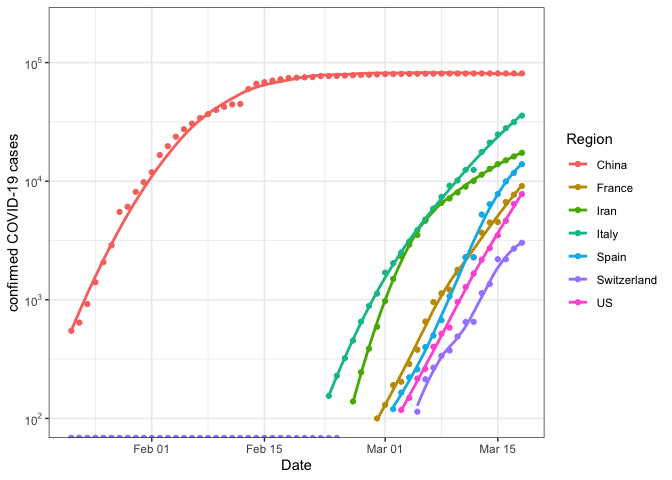 confirmed COVID-19 cases
10^5
10^4
10^3
10^2
Feb 01
Feb 15
Mar 01
Mar 15
Date
Region
China
France
Iran
Italy
Spain
Switzerland
US